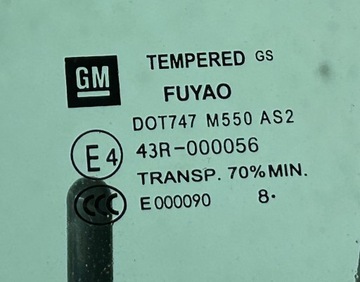 GM
TEMPERED GS
FUYAO
DOT747 M550 AS2
E4 43R-000056
TRANSP. 70% MIN.
CCC E000090 8•